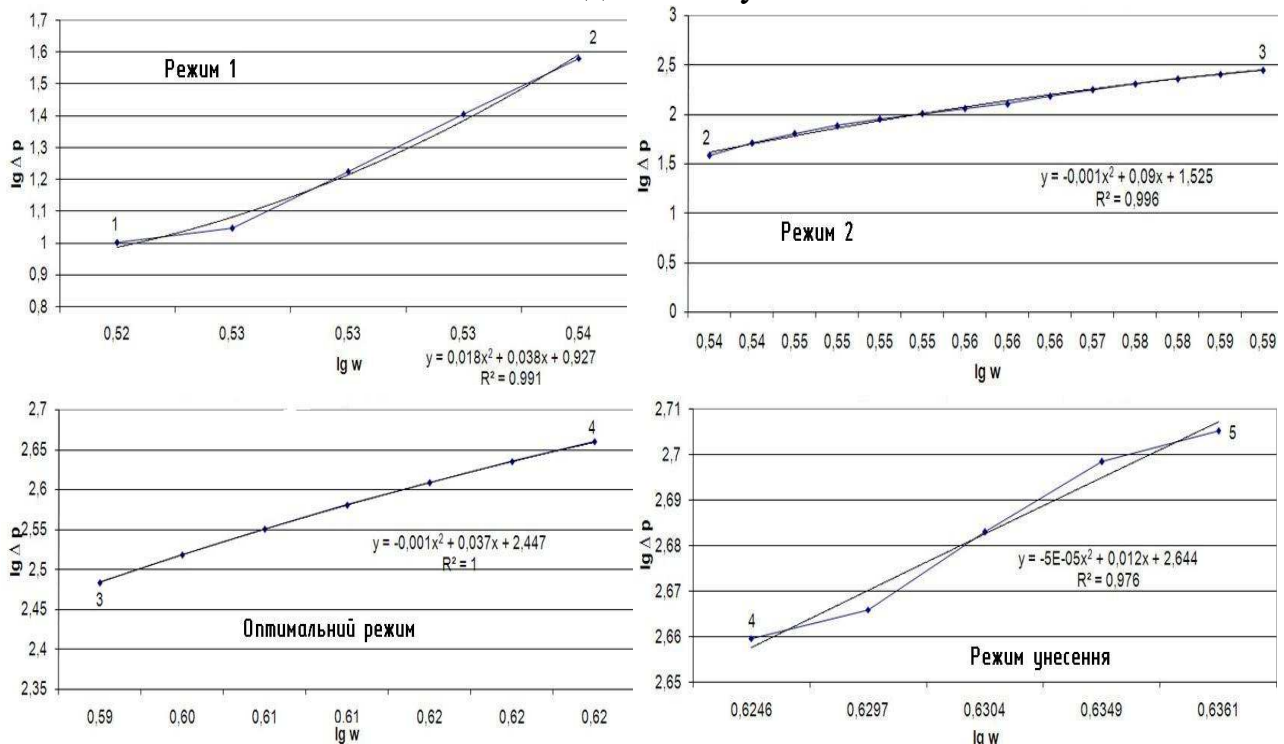 1,7
1,6
1,5
1,4
1,3
1,2
1,1
1
0,9
0,8
lg Δ p
Режим 1
1
2
0,52 0,53 0,53 0,53 0,54
lg w
y = 0,018x² + 0,038x + 0,927
R² = 0,991
3
2,5
2
1,5
1
0,5
0
lg Δ p
2
3
y = -0,001x² + 0,09x + 1,525
R² = 0,996
Режим 2
0,54 0,54 0,55 0,55 0,55 0,55 0,56 0,56 0,56 0,57 0,58 0,58 0,59 0,59
lg w
2,7
2,65
2,6
2,55
2,5
2,45
2,4
2,35
lg Δ p
3
4
y = -0,001x² + 0,037x + 2,447
R² = 1
Оптимальний режим
0,59 0,60 0,61 0,61 0,62 0,62 0,62
lg w
2,71
2,7
2,69
2,68
2,67
2,66
2,65
lg Δ p
4
5
y = -5E-05x² + 0,012x + 2,644
R² = 0,976
Режим унесення
0,6246 0,6297 0,6304 0,6349 0,6361
lg w